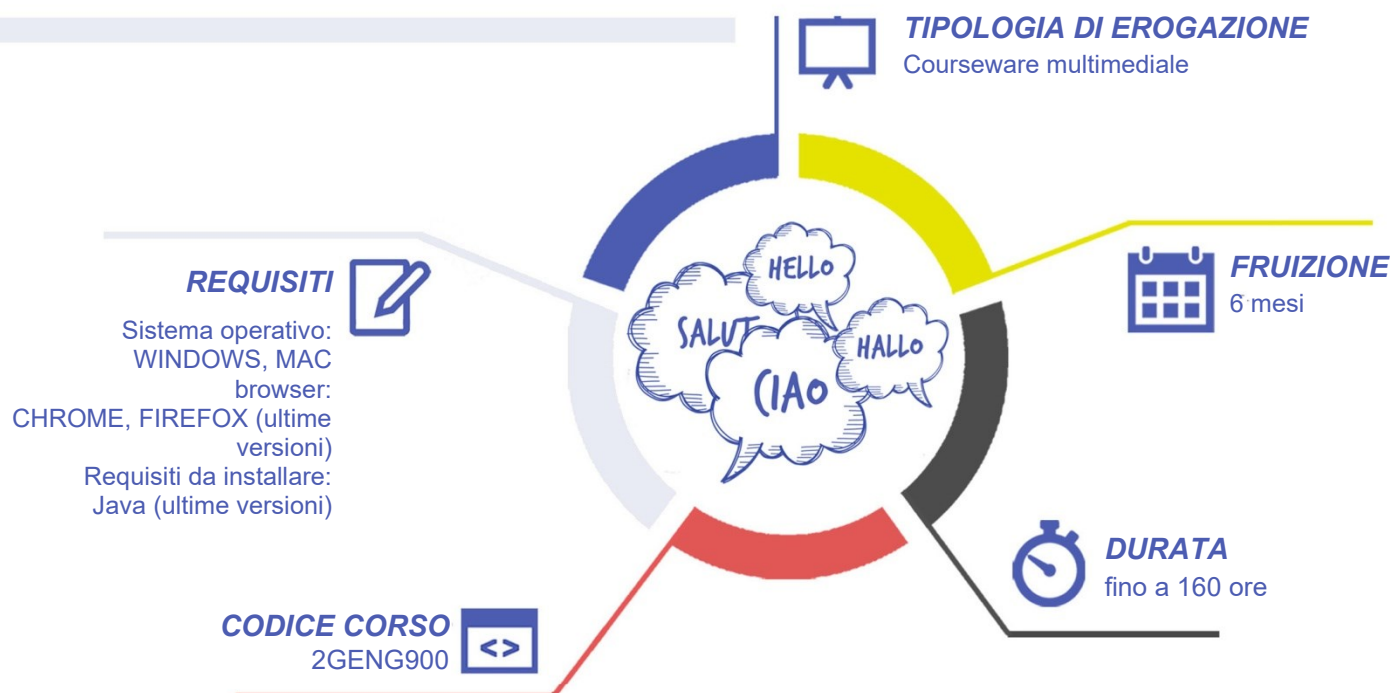 TIPOLOGIA DI EROGAZIONE
Courseware multimediale
REQUISITI
Sistema operativo:
WINDOWS, MAC
browser:
CHROME, FIREFOX (ultime
versioni)
Requisiti da installare:
Java (ultime versioni)
HELLO
SALUT
HALLO
CIAO
FRUIZIONE
6 mesi
DURATA
fino a 160 ore
CODICE CORSO
2GENG900
<>